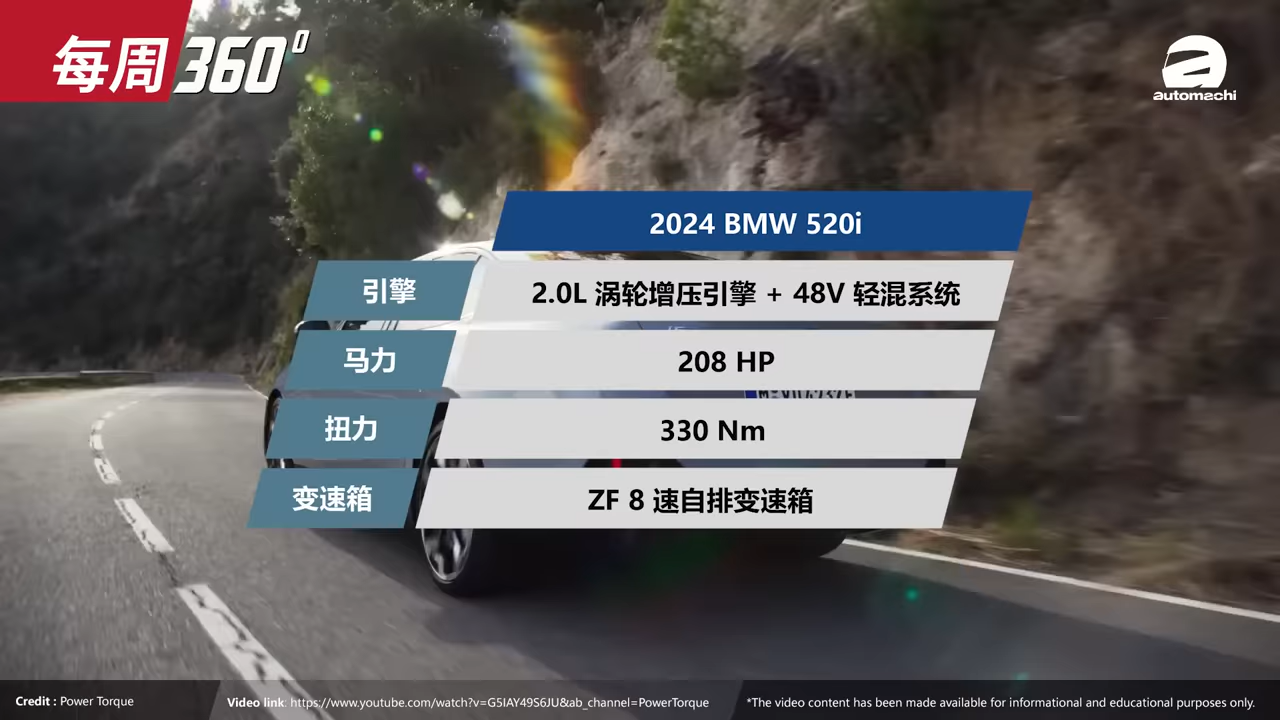 每周360°
automachi
2024 BMW 520i
引擎 2.0L 涡轮增压引擎 + 48V 轻混系统
马力 208 HP
扭力 330 Nm
变速箱 ZF 8 速自排变速箱
Credit : Power Torque
Video link: https://www.youtube.com/watch?v=G5IAY49S6JU&ab_channel=PowerTorque
*The video content has been made available for informational and educational purposes only.